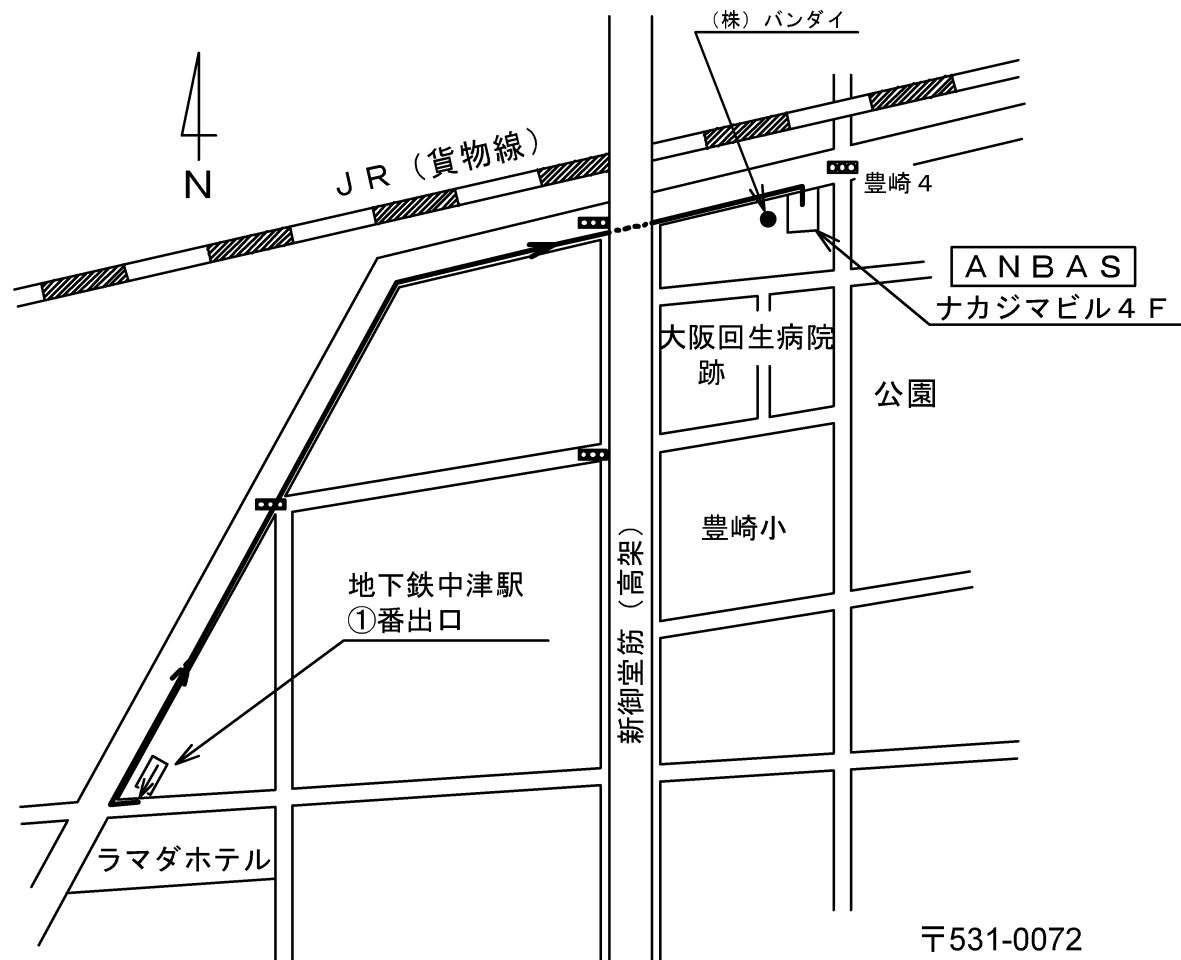 （株）バンダイ
ＪＲ（貨物線）
N
豊崎４
ＡＮＢＡＳ
ナカジマビル４Ｆ
大阪回生病院
跡
公園
豊崎小
新御堂筋（高架）
地下鉄中津駅
①番出口
ラマダホテル
〒531-0072